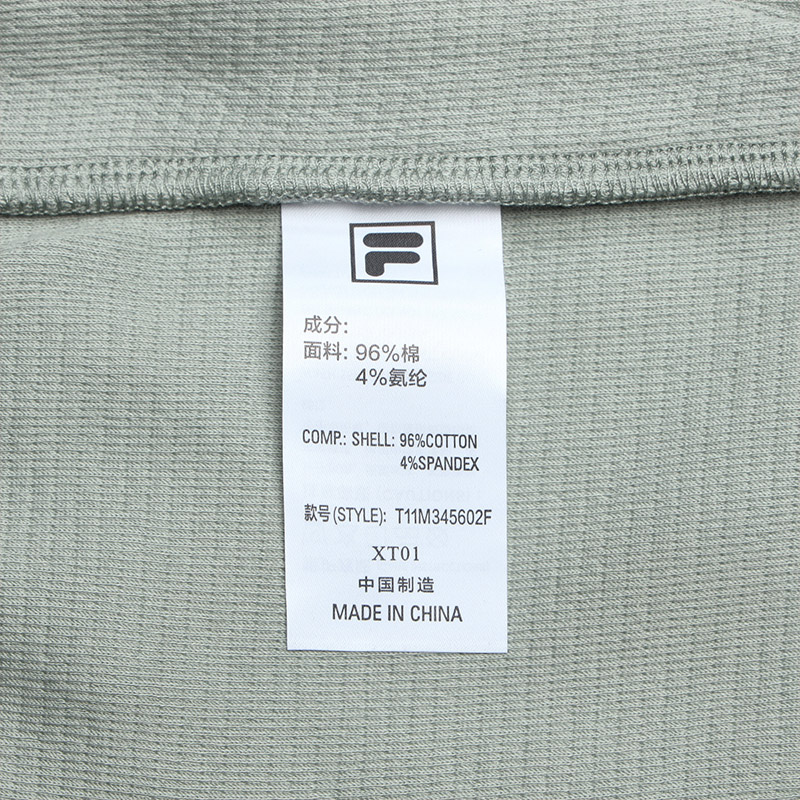 F
成分:
面料: 96%棉
4%氨纶
COMP.: SHELL: 96%COTTON
4%SPANDEX
款号(STYLE): T11M345602F
XT01
中国制造
MADE IN CHINA